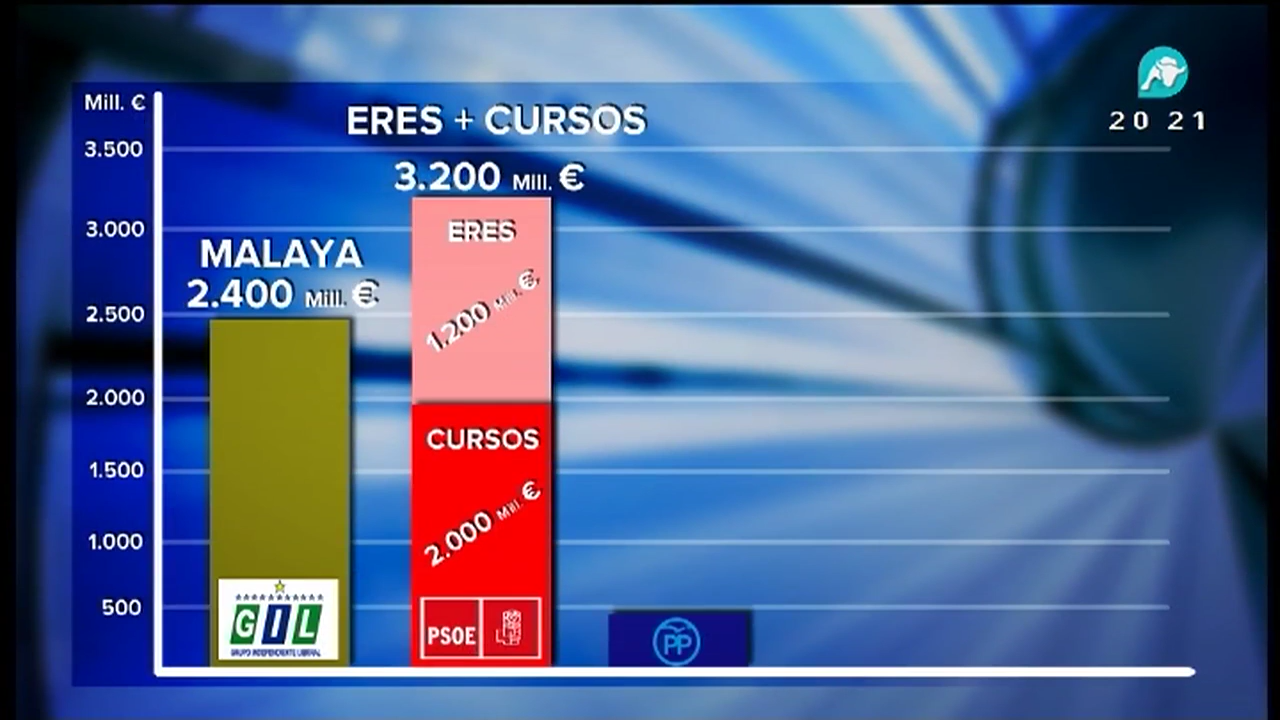 Mill. €
3.500
3.000
2.500
2.000
1.500
1.000
500
ERES + CURSOS
3.200 Mill. €
MALAYA
2.400 Mill. €
ERES
1.200 Mill. €
CURSOS
2.000 Mill. €
GIL
GRUPO INDEPENDIENTE LIBERAL
PSOE
PP
20 21